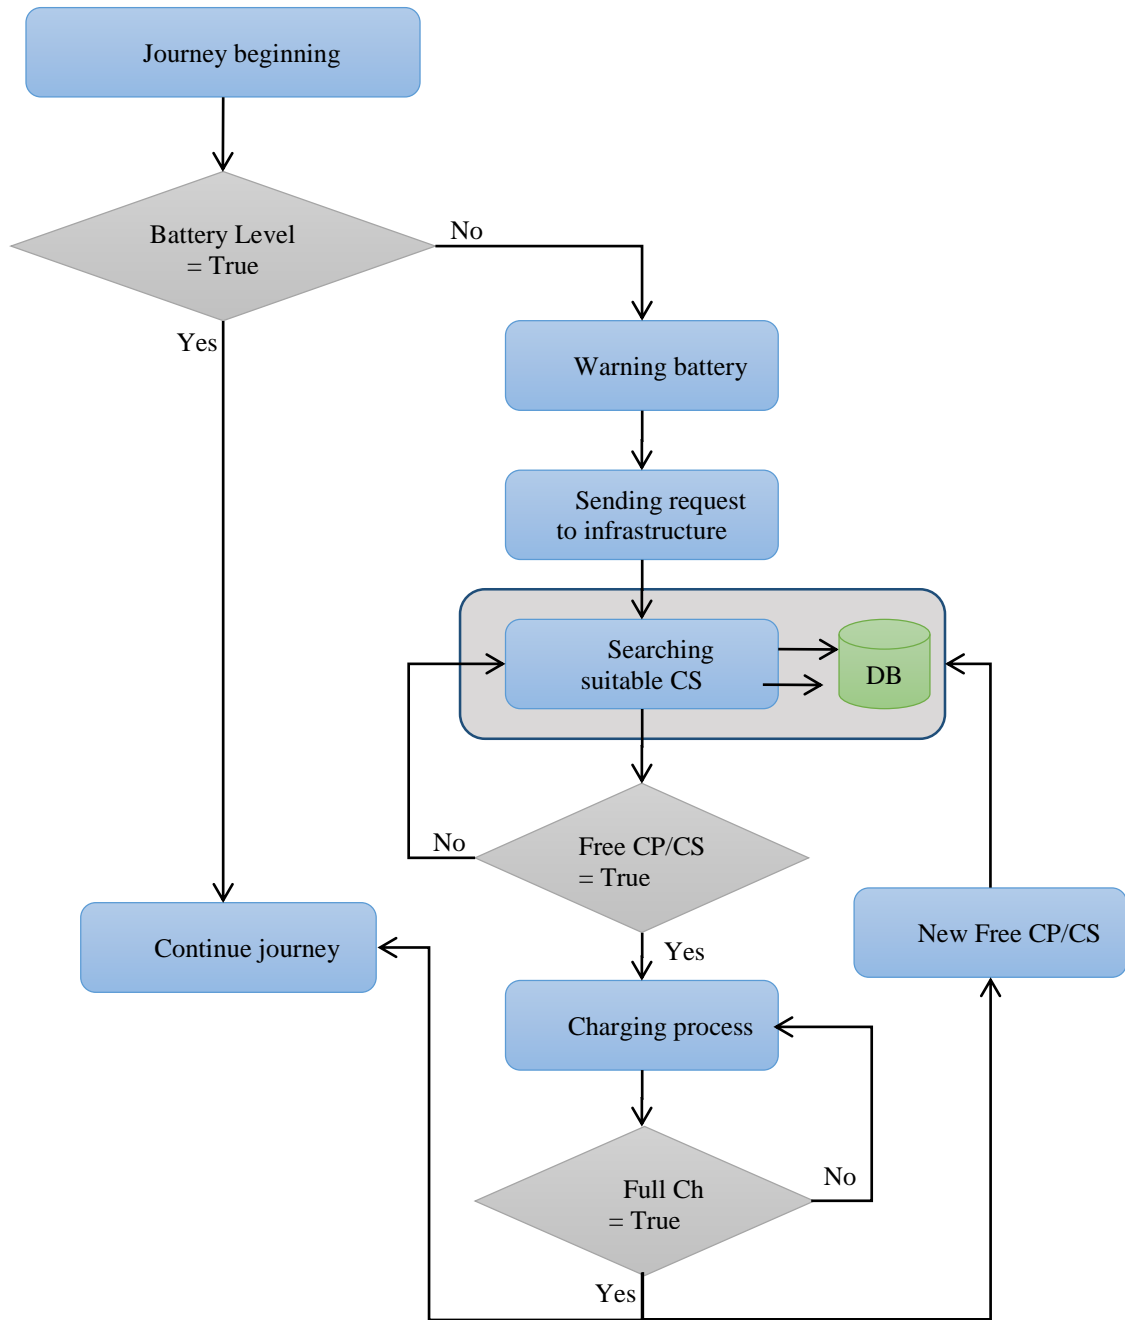 Journey beginning
Battery Level
= True
No
Yes
Warning battery
Sending request
to infrastructure
Searching
suitable CS
DB
No
Free CP/CS
= True
Yes
Continue journey
New Free CP/CS
Charging process
Full Ch
= True
No
Yes